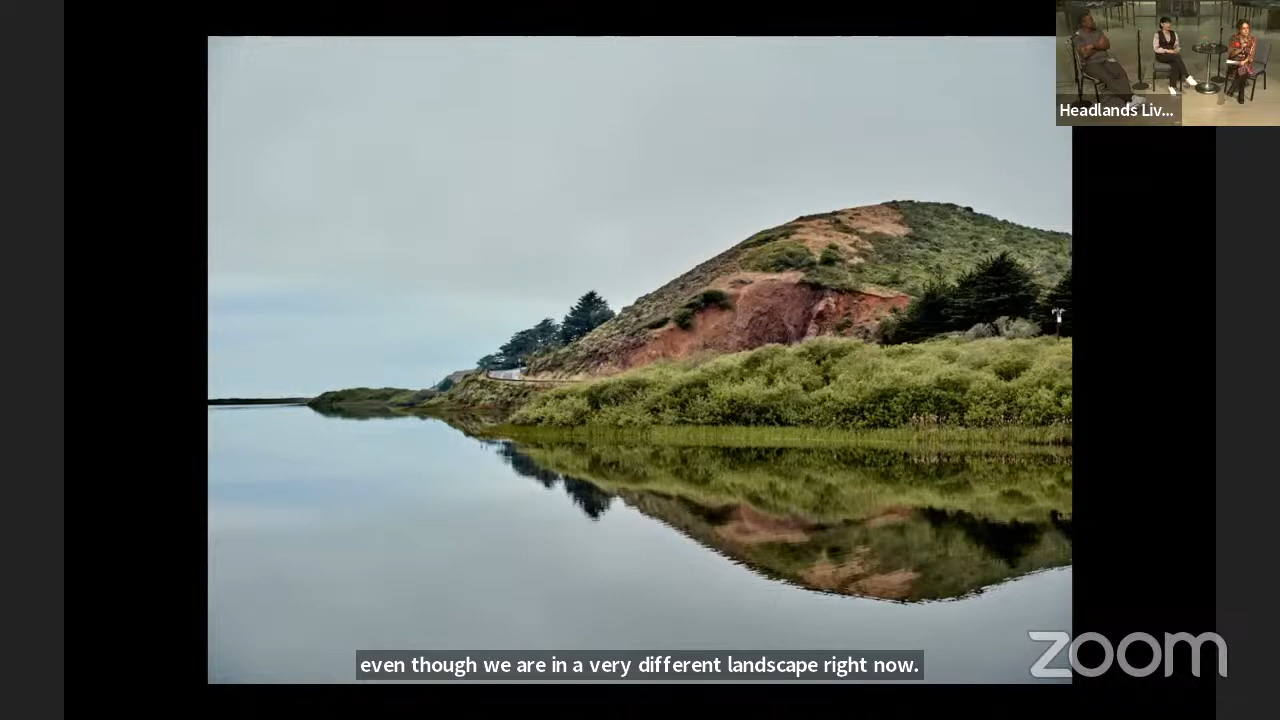 Headlands Liv...
even though we are in a very different landscape right now.
zoom